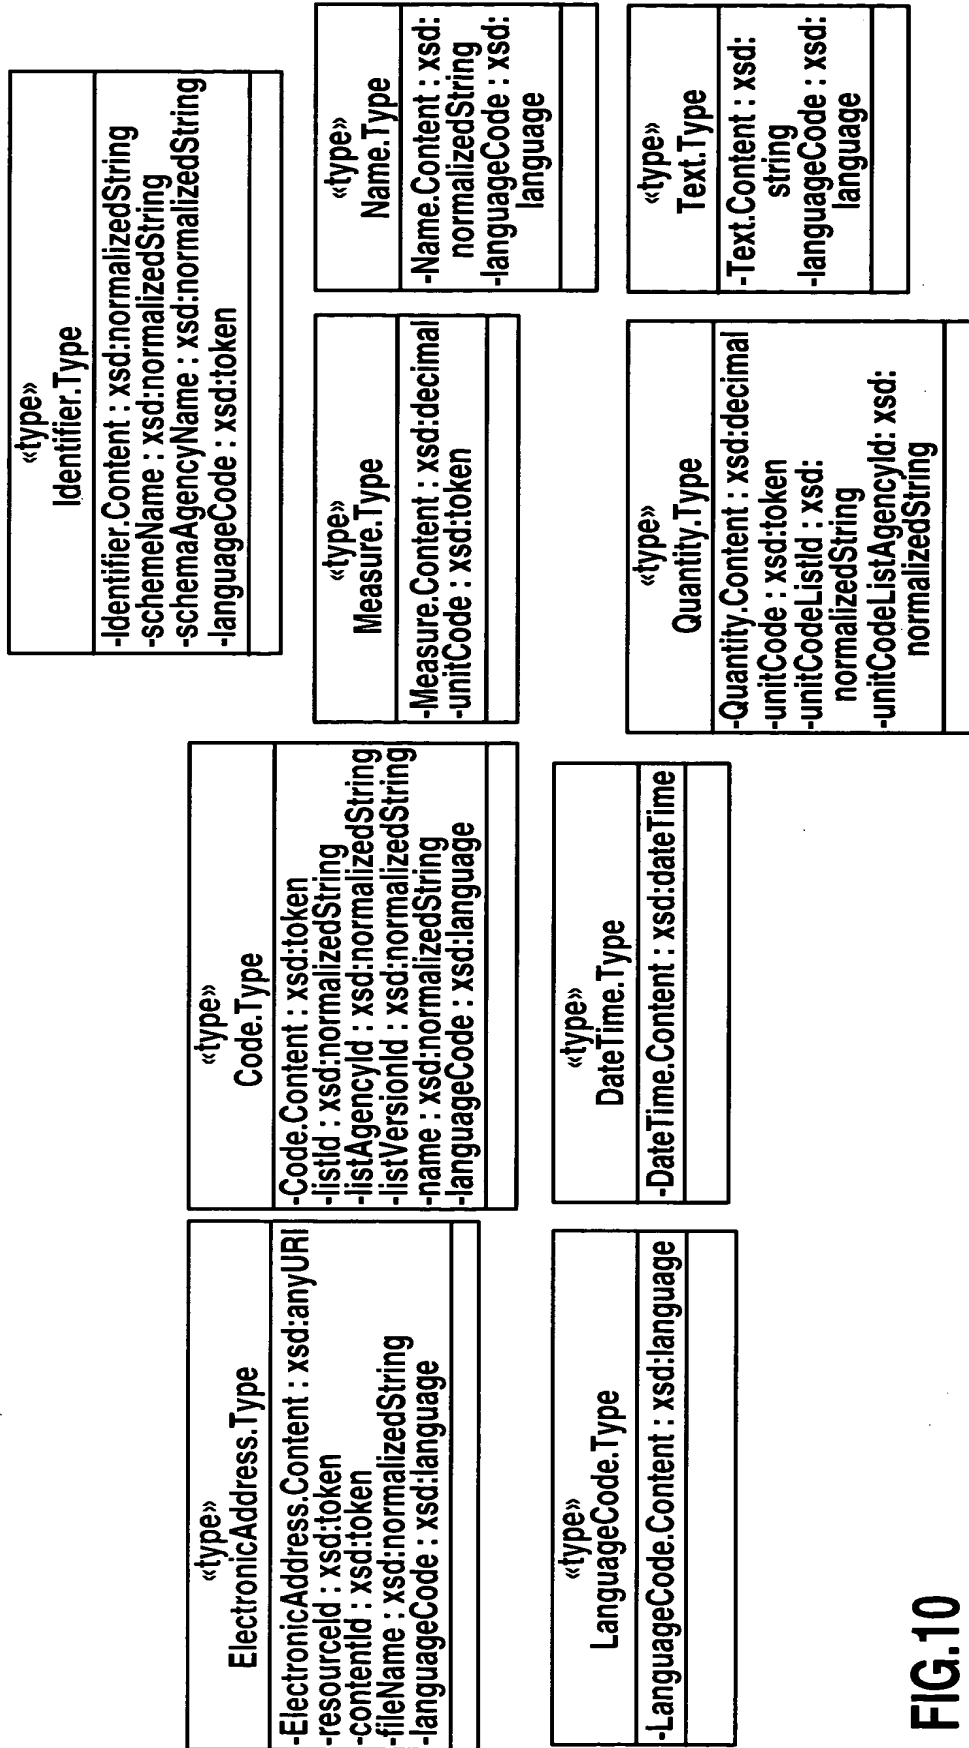 «type»
ElectronicAddress.Type
-ElectronicAddress.Content : xsd:anyURI
-resourceId : xsd:token
-contentId : xsd:token
-fileName : xsd:normalizedString
-languageCode : xsd:language
«type»
Code.Type
-Code.Content : xsd:token
-listId : xsd:normalizedString
-listAgencyId : xsd:normalizedString
-listVersionId : xsd:normalizedString
-name : xsd:normalizedString
-languageCode : xsd:language
«type»
Identifier.Type
-Identifier.Content : xsd:normalizedString
-schemeName : xsd:normalizedString
-schemaAgencyName : xsd:normalizedString
-languageCode : xsd:token
«type»
Measure.Type
-Measure.Content : xsd:decimal
-unitCode : xsd:token
«type»
Name.Type
-Name.Content : xsd:
normalizedString
-languageCode : xsd:
language
«type»
LanguageCode.Type
-LanguageCode.Content : xsd:language
«type»
DateTime.Type
-DateTime.Content : xsd:dateTime
«type»
Quantity.Type
-Quantity.Content : xsd:decimal
-unitCode : xsd:token
-unitCodeListId : xsd:
normalizedString
-unitCodeListAgencyId: xsd:
normalizedString
«type»
Text.Type
-Text.Content : xsd:
string
-languageCode : xsd:
language
FIG.10